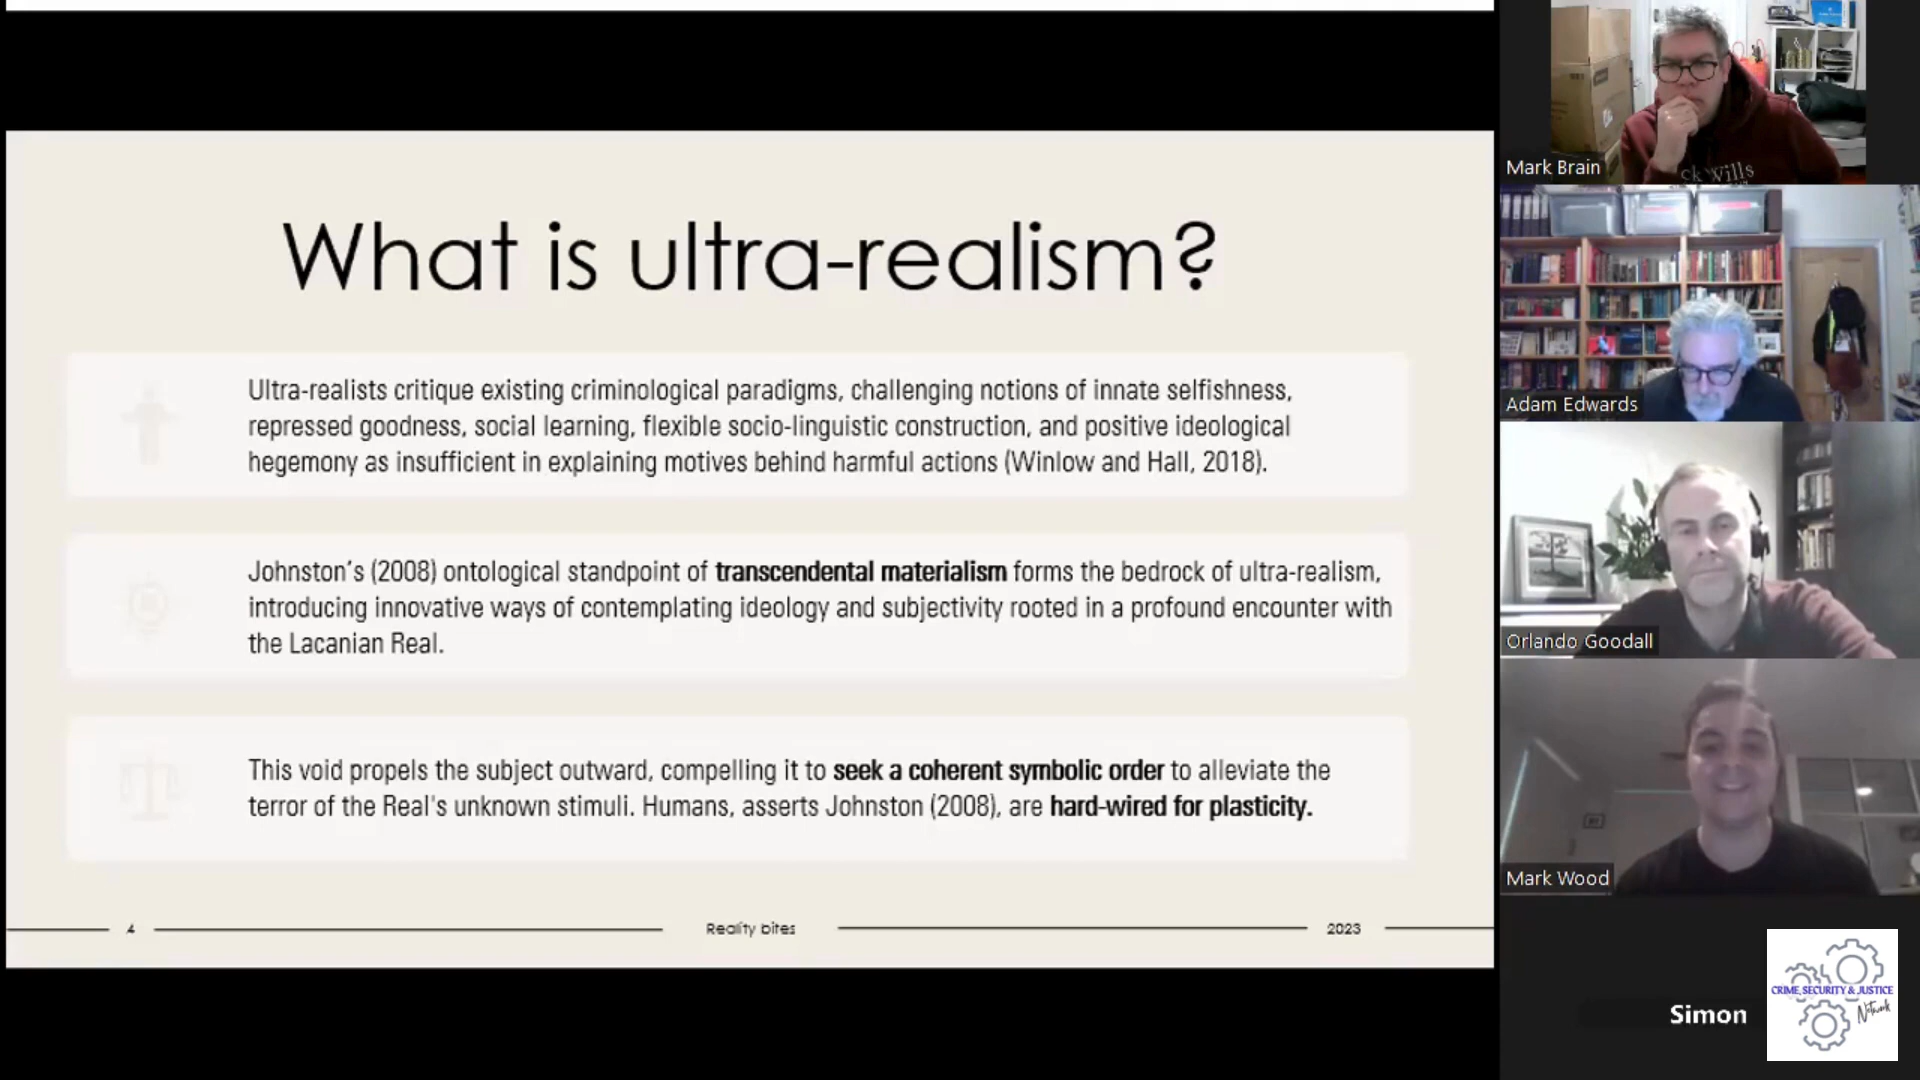 What is ultra-realism?
Ultra-realists critique existing criminological paradigms, challenging notions of innate selfishness,
repressed goodness, social learning, flexible socio-linguistic construction, and positive ideological
hegemony as insufficient in explaining motives behind harmful actions (Winlow and Hall, 2018).
Johnston's (2008) ontological standpoint of transcendental materialism forms the bedrock of ultra-realism,
introducing innovative ways of contemplating ideology and subjectivity rooted in a profound encounter with
the Lacanian Real.
This void propels the subject outward, compelling it to seek a coherent symbolic order to alleviate the
terror of the Real's unknown stimuli. Humans, asserts Johnston (2008), are hard-wired for plasticity.
4
Reality bites
2023
Mark Brain
Adam Edwards
Orlando Goodall
Mark Wood
Simon
CRIME, SECURITY & JUSTICE
Network